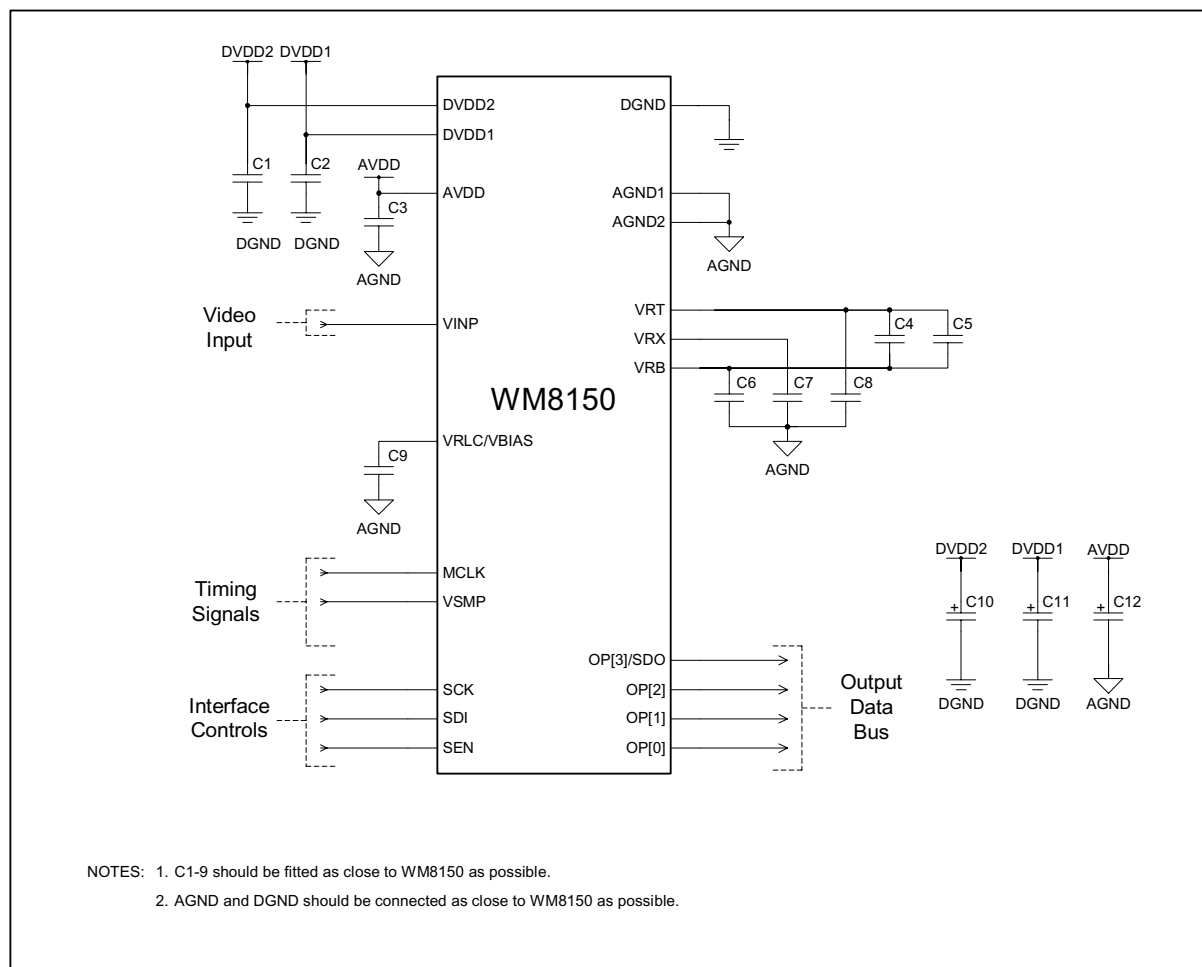 DVDD2 DVDD1
DVDD2
DGND
DVDD1
C1
C2
AVDD
AVDD
AGND1
C3
AGND2
DGND
DGND
AGND
AGND
Video
Input
VINP
VRT
C4
C5
VRX
VRB
C6
C7
C8
WM8150
VRLC/VBIAS
C9
AGND
AGND
DVDD2
DVDD1
AVDD
MCLK
Timing
Signals
VSMP
+
C10
+
C11
+
C12
OP[3]/SDO
Interface
Controls
SCK
SDI
SEN
OP[2]
OP[1]
OP[0]
Output
Data
Bus
DGND
DGND
AGND
NOTES: 1. C1-9 should be fitted as close to WM8150 as possible.
2. AGND and DGND should be connected as close to WM8150 as possible.